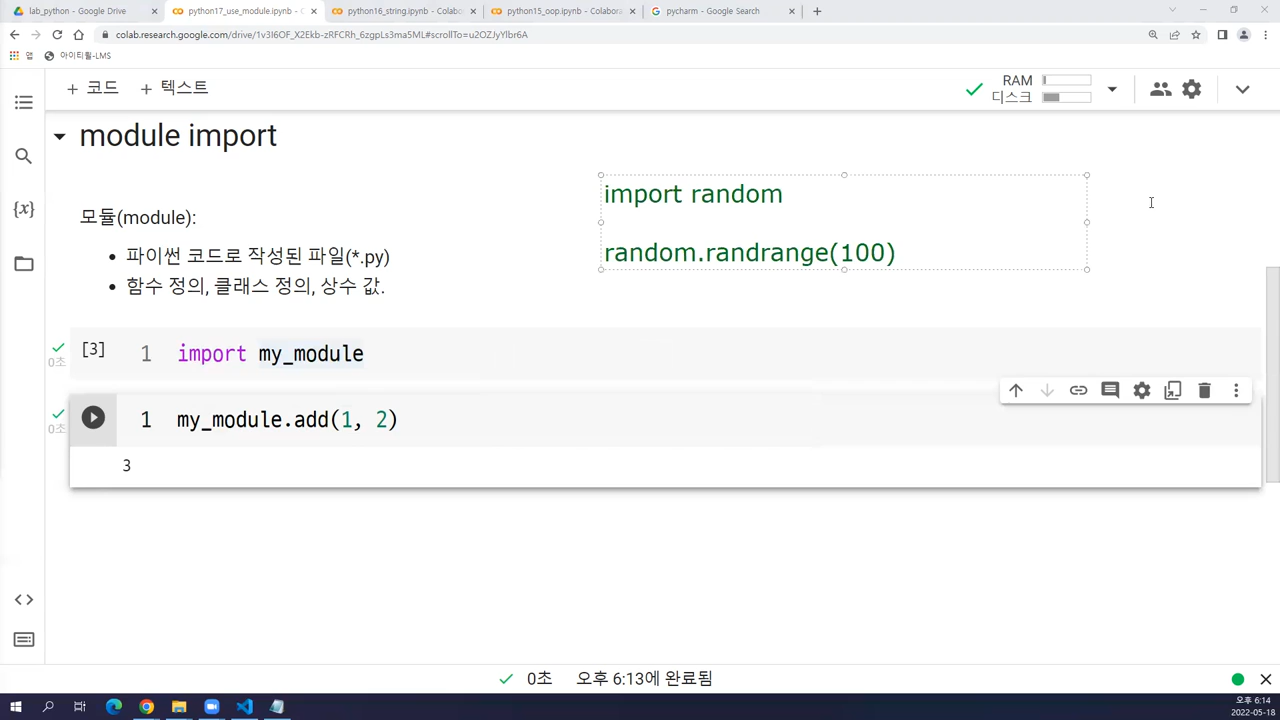 lab_python - Google Drive
python17_use_module.ipynb - C
python16_string.ipynb - Colabo
python15_oop.ipynb - Colabora
pycharm - Google Search
colab.research.google.com/drive/1v3I6OF_X2Ekb-zRFCRh_6zgpLs3ma5ML#scrollTo=u2OZJyYlbr6A
앱
아이티윌-LMS
+ 코드
+ 텍스트
RAM
디스크
module import
import random
모듈(module):
random.randrange(100)
파이썬 코드로 작성된 파일(*.py)
함수 정의, 클래스 정의, 상수 값.
0초
[3]
1
import my_module
0초
1
my_module.add(1, 2)
3
{x}
<>
0초
오후 6:13에 완료됨
오후 6:14
2022-05-18